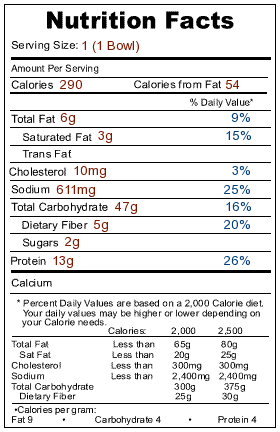 Nutrition Facts
Serving Size: 1 (1 Bowl)
Amount Per Serving
Calories 290 Calories from Fat 54
% Daily Value*
Total Fat 6g 9%
Saturated Fat 3g 15%
Trans Fat
Cholesterol 10mg 3%
Sodium 611mg 25%
Total Carbohydrate 47g 16%
Dietary Fiber 5g 20%
Sugars 2g
Protein 13g 26%
Calcium
* Percent Daily Values are based on a 2,000 Calorie diet.
Your daily values may be higher or lower depending on
your Calorie needs.
Calories: 2,000 2,500
Total Fat Less than 65g 80g
Sat Fat Less than 20g 25g
Cholesterol Less than 300mg 300mg
Sodium Less than 2,400mg 2,400mg
Total Carbohydrate 300g 375g
Dietary Fiber 25g 30g
•Calories per gram:
Fat 9 • Carbohydrate 4 • Protein 4